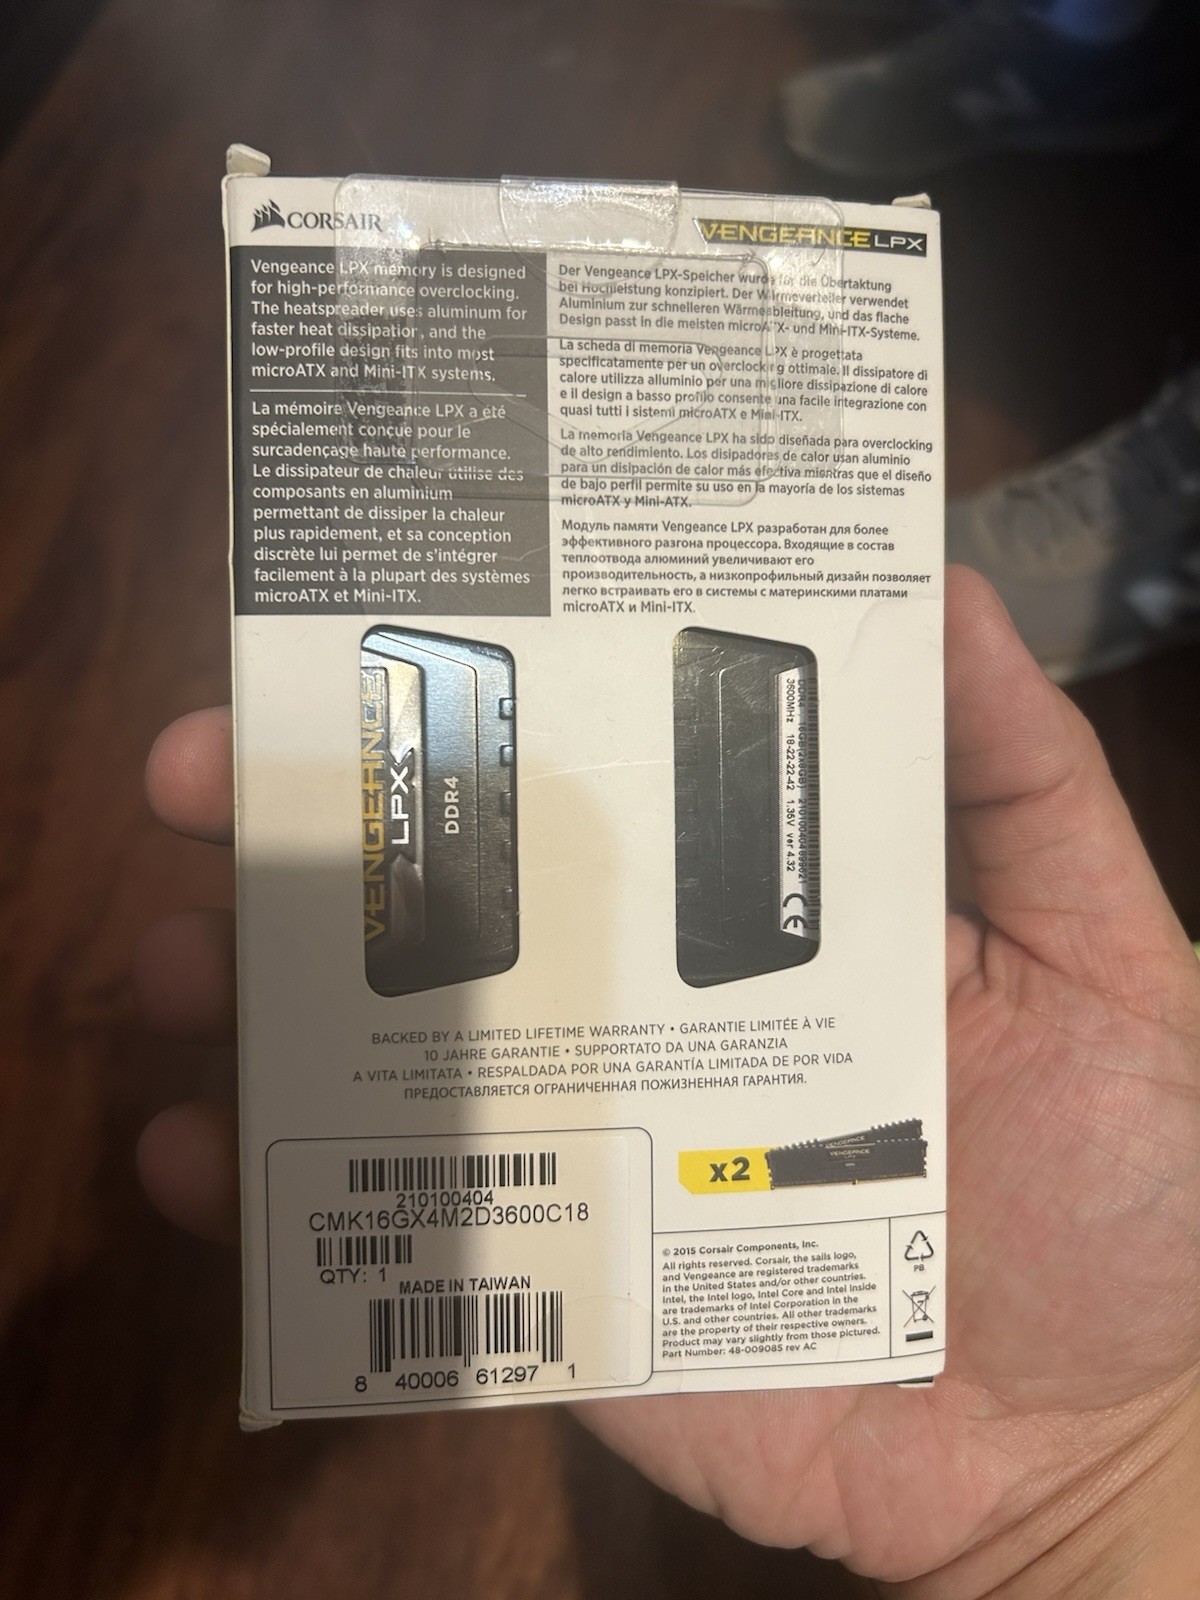 CORSAIR
VENGEANCE LPX
Vengeance LPX memory is designed
for high-performance overclocking.
The heatspreader uses aluminum for
faster heat dissipation, and the
low-profile design fits into most
microATX and Mini-ITX systems.
La mémoire Vengeance LPX a été
spécialement conçue pour le
surcadençage haute performance.
Le dissipateur de chaleur utilise des
composants en aluminium
permettant de dissiper la chaleur
plus rapidement, et sa conception
discrète lui permet de s'intégrer
facilement à la plupart des systèmes
microATX et Mini-ITX.
Der Vengeance LPX-Speicher wurde für die Übertaktung
bei Hochleistung konzipiert. Der Wärmeverteiler verwendet
Aluminium zur schnelleren Wärmeableitung, und das flache
Design passt in die meisten microATX- und Mini-ITX-Systeme.
La scheda di memoria Vengeance LPX è progettata
specificatamente per un overclocking ottimale. Il dissipatore di
calore utilizza alluminio per una migliore dissipazione di calore
e il design a basso profilo consente una facile integrazione con
quasi tutti i sistemi microATX e Mini-ITX.
La memoria Vengeance LPX ha sido diseñada para overclocking
de alto rendimiento. Los disipadores de calor usan aluminio
para un disipación de calor más efectiva mientras que el diseño
de bajo perfil permite su uso en la mayoría de los sistemas
microATX y Mini-ATX.
Модуль памяти Vengeance LPX разработан для более
эффективного разгона процессора. Входящие в состав
теплоотвода алюминий увеличивают его
производительность, а низкопрофильный дизайн позволяет
легко встраивать его в системы с материнскими платами
microATX и Mini-ITX.
VENGEANCE
LPX
DDR4
DDR4 16GB(2x8GB) 210100404899621
3600MHz 18-22-22-42 1.35V ver 4.32
CE
BACKED BY A LIMITED LIFETIME WARRANTY • GARANTIE LIMITÉE À VIE
10 JAHRE GARANTIE • SUPPORTATO DA UNA GARANZIA
A VITA LIMITATA • RESPALDADA POR UNA GARANTÍA LIMITADA DE POR VIDA
ПРЕДОСТАВЛЯЕТСЯ ОГРАНИЧЕННАЯ ПОЖИЗНЕННАЯ ГАРАНТИЯ.
x2
VENGEANCE
VENGEANCE
LPX
210100404
CMK16GX4M2D3600C18
QTY: 1
MADE IN TAIWAN
8 40006 61297 1
© 2015 Corsair Components, Inc.
All rights reserved. Corsair, the sails logo,
and Vengeance are registered trademarks
in the United States and/or other countries.
Intel, the Intel logo, Intel Core and Intel Inside
are trademarks of Intel Corporation in the
U.S. and other countries. All other trademarks
are the property of their respective owners.
Product may vary slightly from those pictured.
Part Number: 48-009085 rev AC
PB